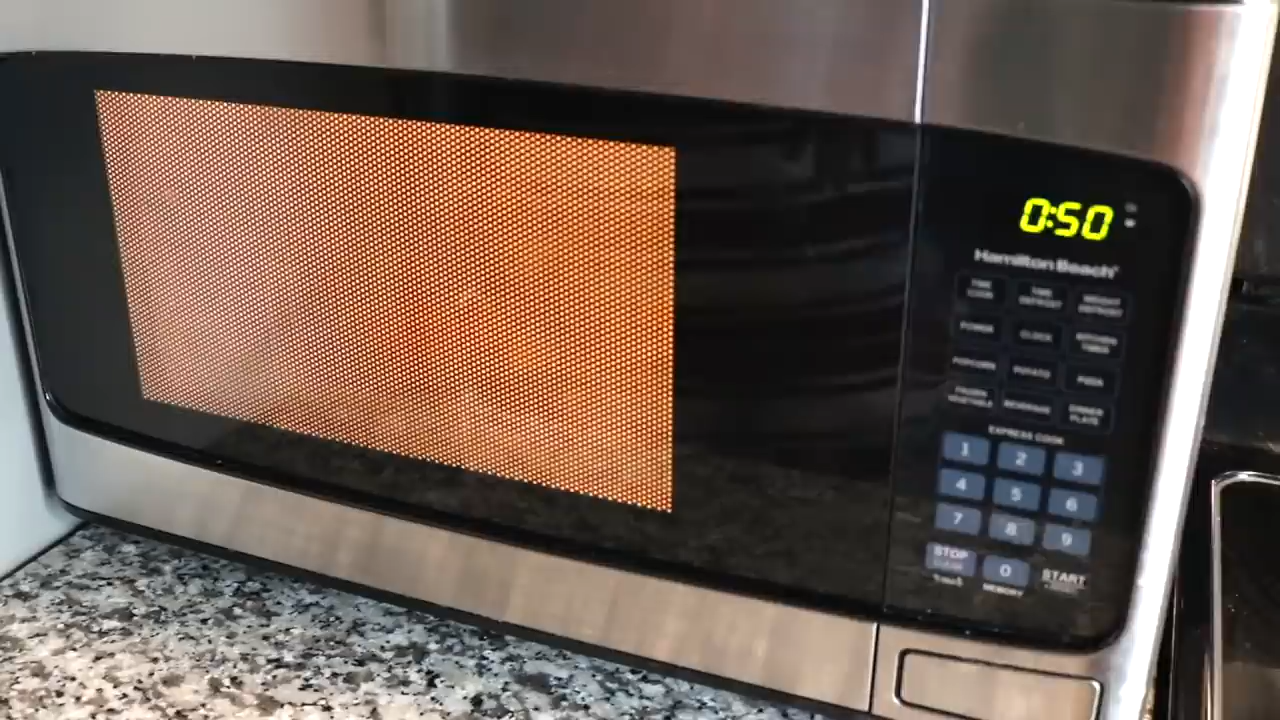 0:50
Hamilton Beach
TIME COOK
TIME DEFROST
WEIGHT DEFROST
POWER
CLOCK
KITCHEN TIMER
POPCORN
POTATO
PIZZA
FROZEN VEGETABLE
BEVERAGE
DINNER PLATE
EXPRESS COOK
1 2 3
4 5 6
7 8 9
STOP
0
START
MEMORY